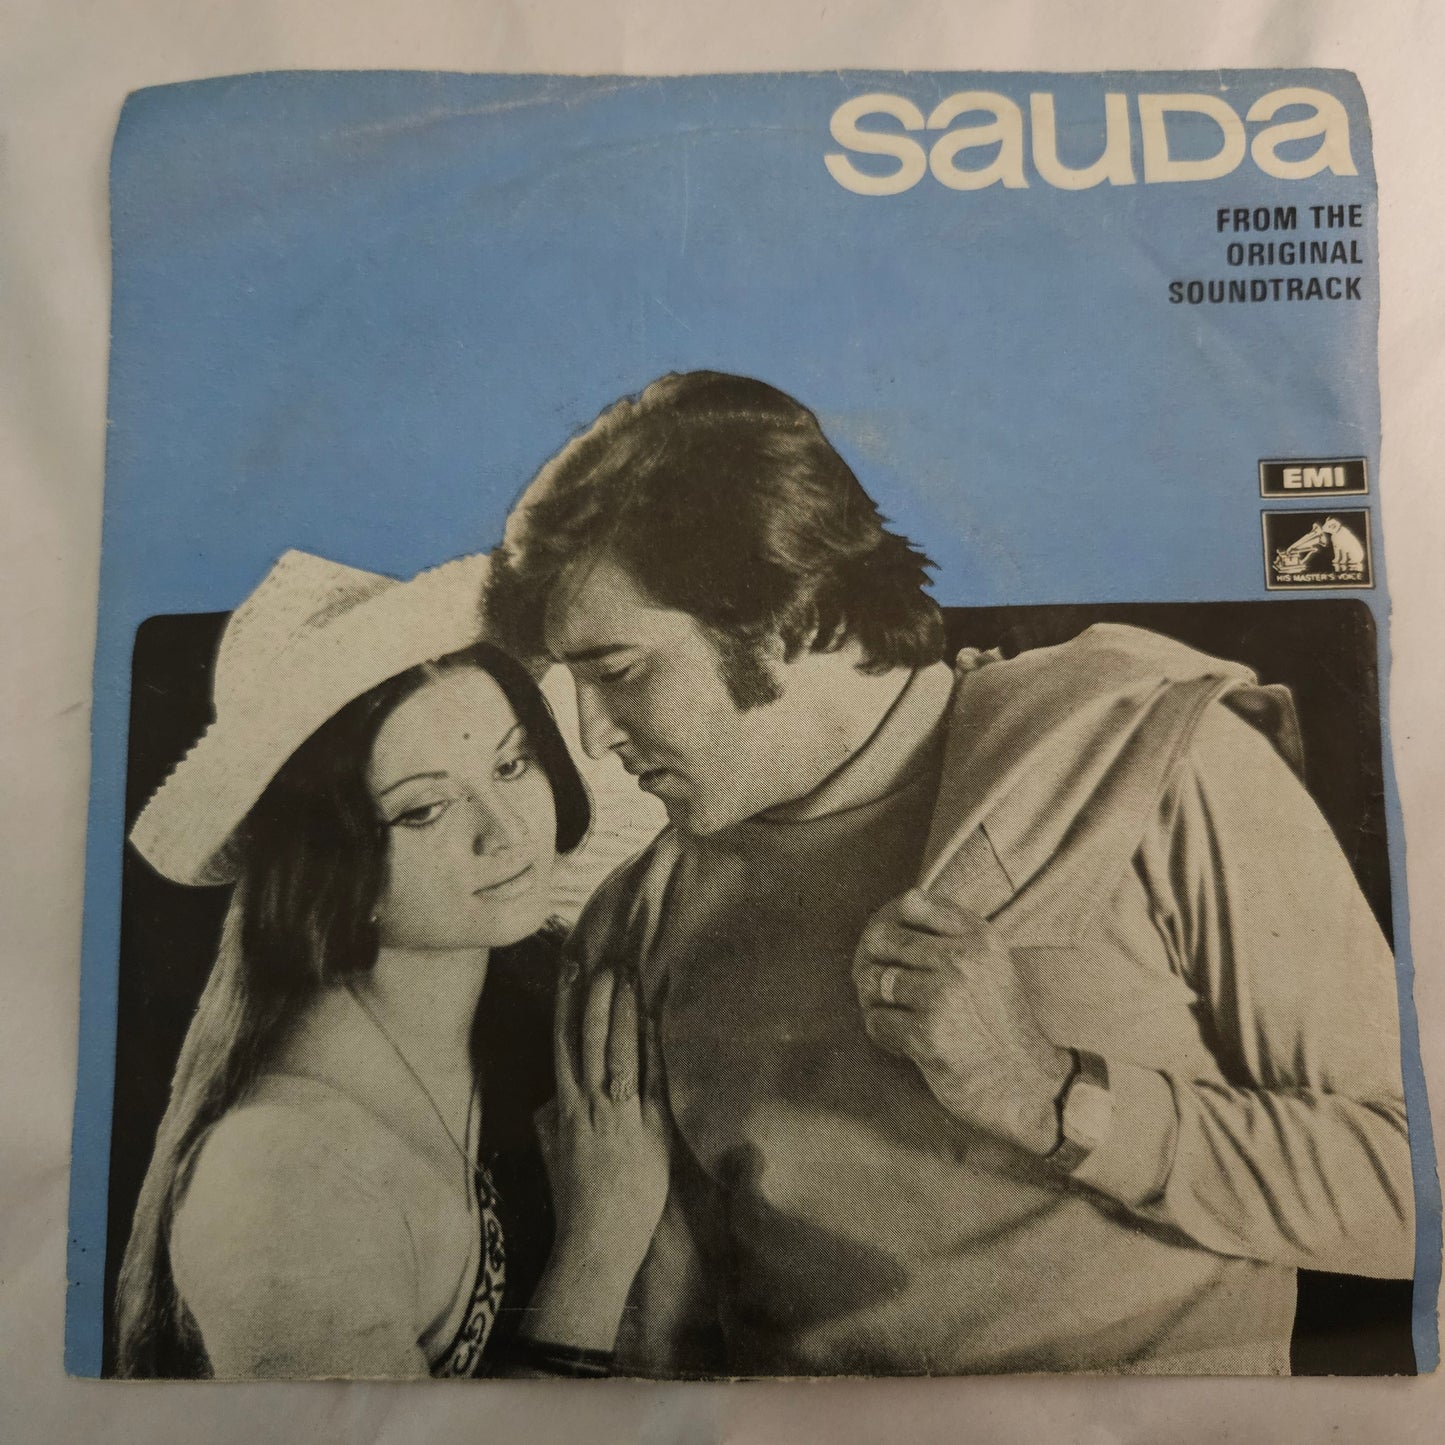 sauDa
FROM THE
ORIGINAL
SOUNDTRACK
EMI
HIS MASTER'S VOICE